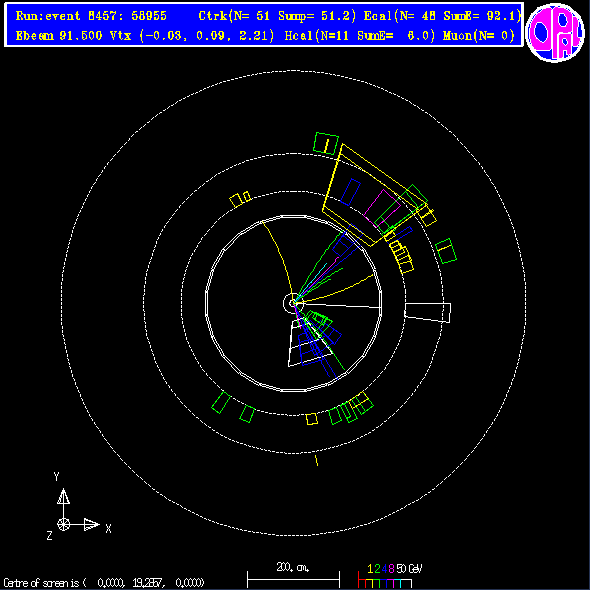 Run:event 8457: 58955 Ctrk(N= 51 Sump= 51.2) Ecal(N= 48 SumE= 92.1)
Ebeam 91.500 Vtx (-0.03, 0.09, 2.21) Hcal(N=11 SumE= 6.0) Muon(N= 0)
OPAL
Y
X
Z
200. cm.
1 2 4 8 50 GeV
Centre of screen is ( 0.0000, 19.2857, 0.0000)